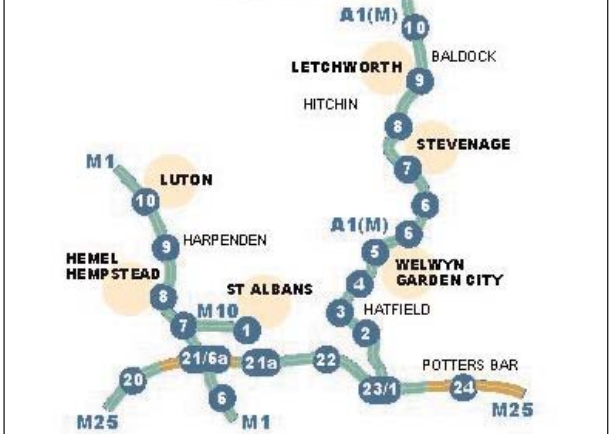 A1(M)
10
BALDOCK
LETCHWORTH
9
HITCHIN
8
STEVENAGE
7
M1
LUTON
10
6
A1(M)
6
HARPENDEN
9
5
HEMEL
HEMPSTEAD
WELWYN
GARDEN CITY
4
8
ST ALBANS
M10
3
HATFIELD
7
1
2
21/6a
21a
22
POTTERS BAR
20
23/1
24
6
M25
M1
M25